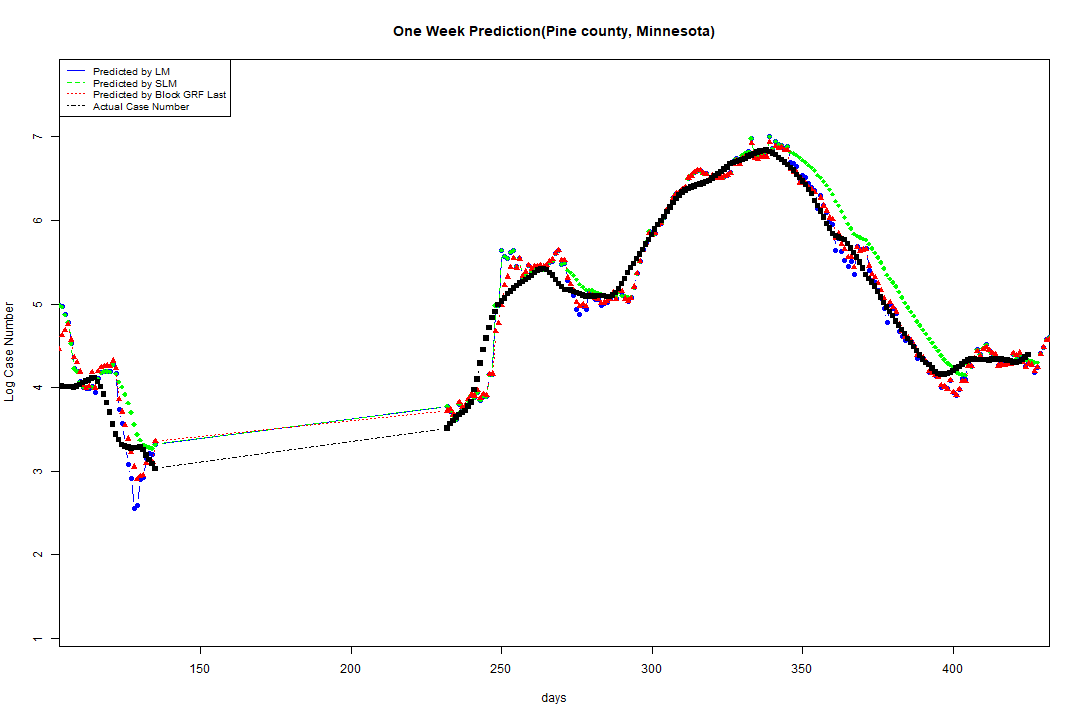 One Week Prediction(Pine county, Minnesota)
Predicted by LM
Predicted by SLM
Predicted by Block GRF Last
Actual Case Number
Log Case Number
7
6
5
4
3
2
1
150 200 250 300 350 400
days